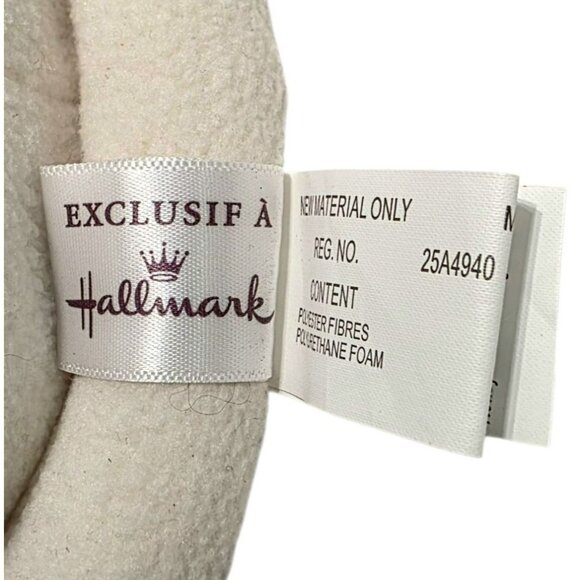 EXCLUSIF À
Hallmark
NEW MATERIAL ONLY
REG. NO. 25A4940
CONTENT
POLYESTER FIBRES
POLYURETHANE FOAM